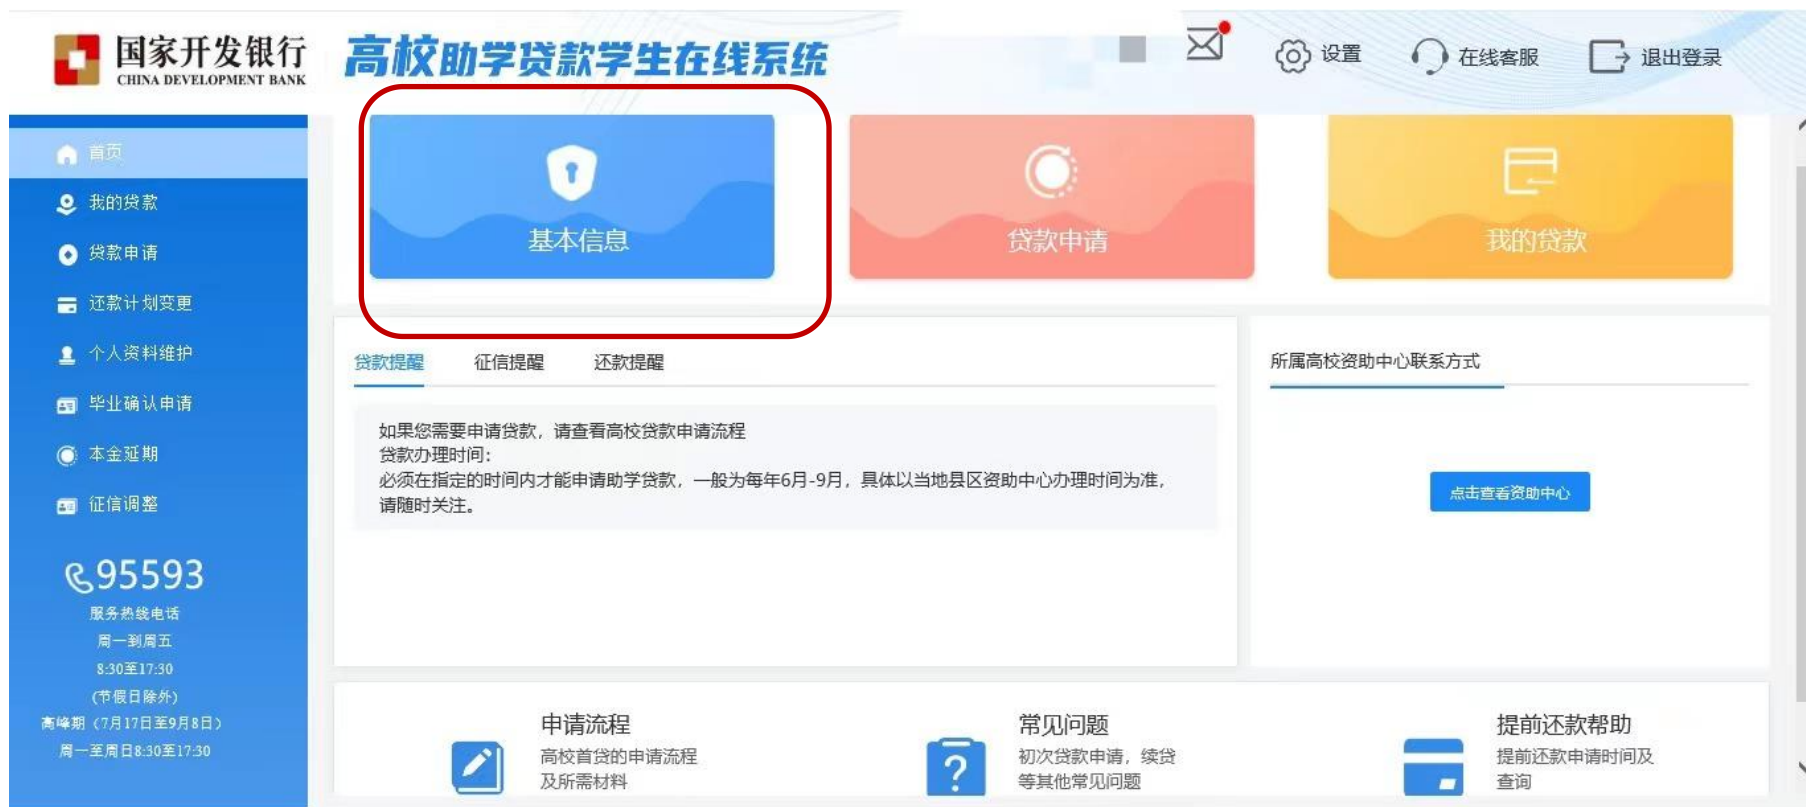 国家开发银行
CHINA DEVELOPMENT BANK
高校助学贷款学生在线系统
设置
在线客服
退出登录
首页
我的贷款
贷款申请
还款计划变更
个人资料维护
毕业确认申请
本金延期
征信调整
95593
服务热线电话
周一到周五
8:30至17:30
(节假日除外)
高峰期（7月17日至9月8日）
周一至周日8:30至17:30
基本信息
贷款申请
我的贷款
贷款提醒
征信提醒
还款提醒
如果您需要申请贷款，请查看高校贷款申请流程
贷款办理时间：
必须在指定的时间内才能申请助学贷款，一般为每年6月-9月，具体以当地县区资助中心办理时间为准，
请随时关注。
所属高校资助中心联系方式
点击查看资助中心
申请流程
高校首贷的申请流程
及所需材料
常见问题
初次贷款申请，续贷
等其他常见问题
提前还款帮助
提前还款申请时间及
查询